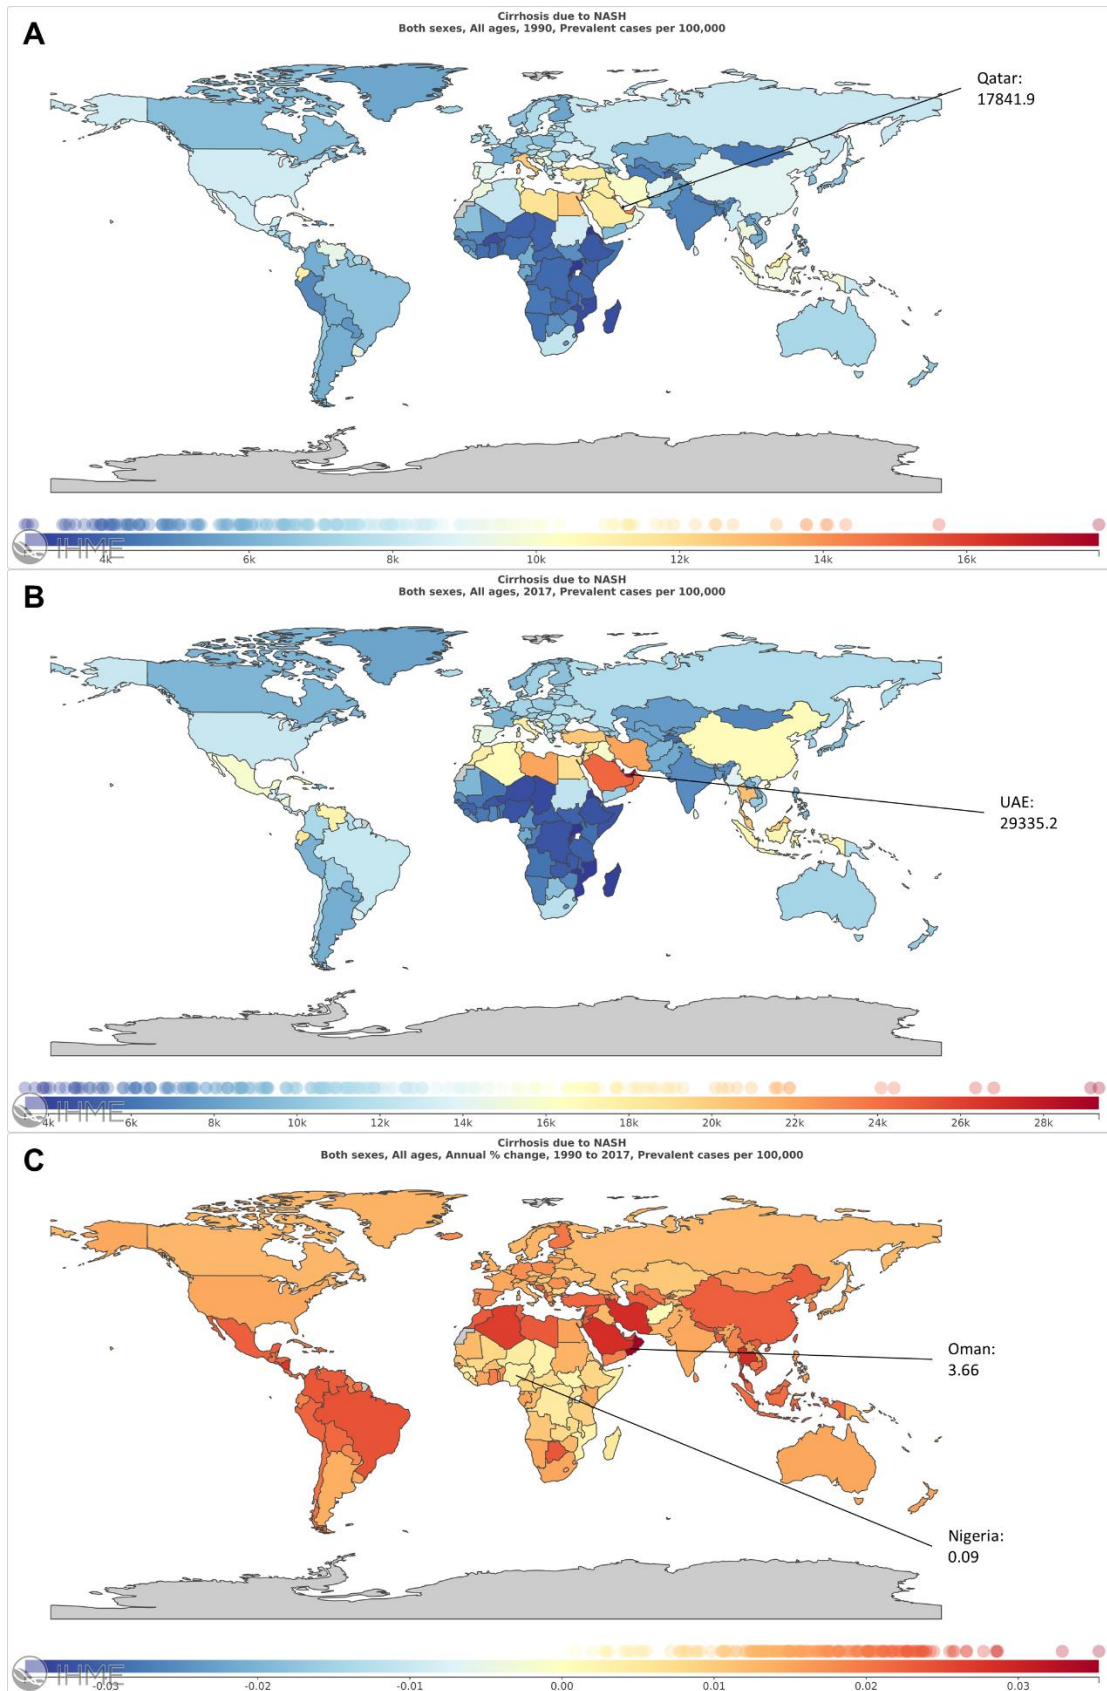 A
Cirrhosis due to NASH
Both sexes, All ages, 1990, Prevalent cases per 100,000
Qatar:
17841.9
IHME
4k 6k 8k 10k 12k 14k 16k
B
Cirrhosis due to NASH
Both sexes, All ages, 2017, Prevalent cases per 100,000
UAE:
29335.2
IHME
4k 6k 8k 10k 12k 14k 16k 18k 20k 22k 24k 26k 28k
C
Cirrhosis due to NASH
Both sexes, All ages, Annual % change, 1990 to 2017, Prevalent cases per 100,000
Oman:
3.66
Nigeria:
0.09
IHME
-0.03 -0.02 -0.01 0.00 0.01 0.02 0.03